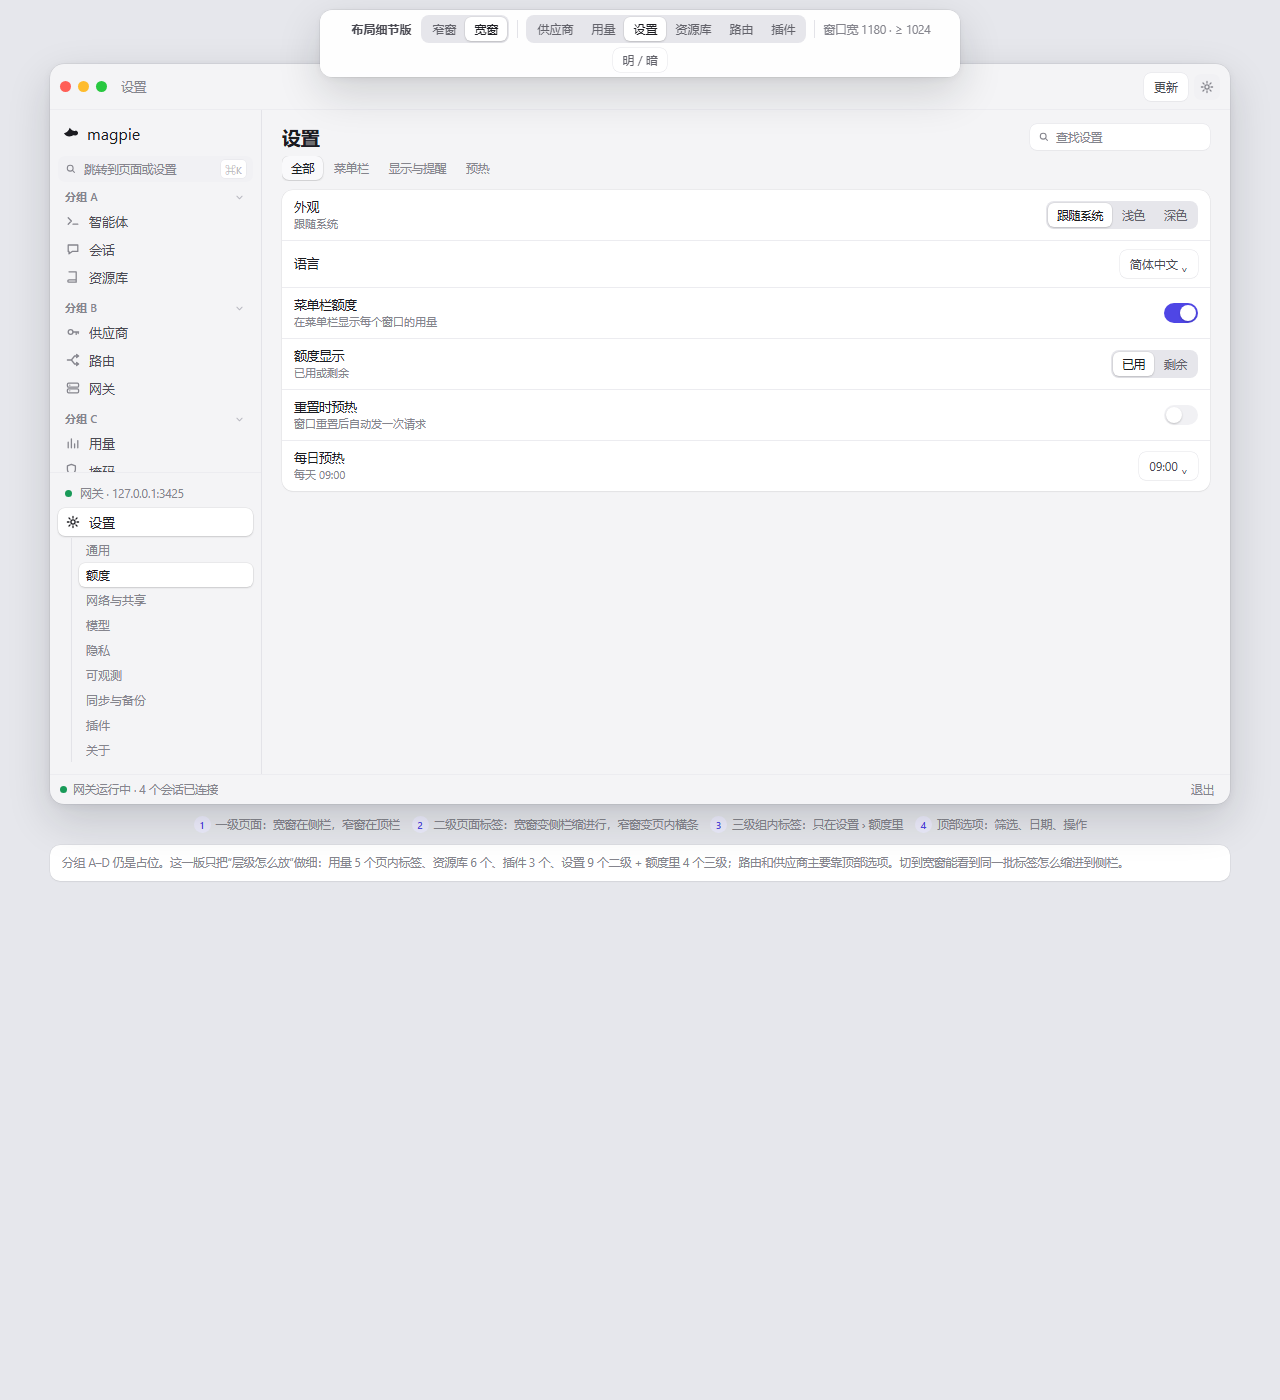 布局细节版 窄窗 宽窗 供应商 用量 设置 资源库 路由 插件 窗口宽 1180 · ≥ 1024
明 / 暗
设置 更新
magpie
跳转到页面或设置 ⌘K
分组 A
智能体
会话
资源库
分组 B
供应商
路由
网关
分组 C
用量
网关 · 127.0.0.1:3425
设置
通用
额度
网络与共享
模型
隐私
可观测
同步与备份
插件
关于
设置 查找设置
全部 菜单栏 显示与提醒 预热
外观
跟随系统
跟随系统 浅色 深色
语言 简体中文
菜单栏额度
在菜单栏显示每个窗口的用量
额度显示
已用或剩余
已用 剩余
重置时预热
窗口重置后自动发一次请求
每日预热
每天 09:00
09:00
网关运行中 · 4 个会话已连接 退出
1 一级页面：宽窗在侧栏，窄窗在顶栏 2 二级页面标签：宽窗变侧栏缩进行，窄窗变页内横条 3 三级组内标签：只在设置 › 额度里 4 顶部选项：筛选、日期、操作
分组 A–D 仍是占位。这一版只把“层级怎么放”做细：用量 5 个页内标签、资源库 6 个、插件 3 个、设置 9 个二级 + 额度里 4 个三级；路由和供应商主要靠顶部选项。切到宽窗能看到同一批标签怎么缩进到侧栏。